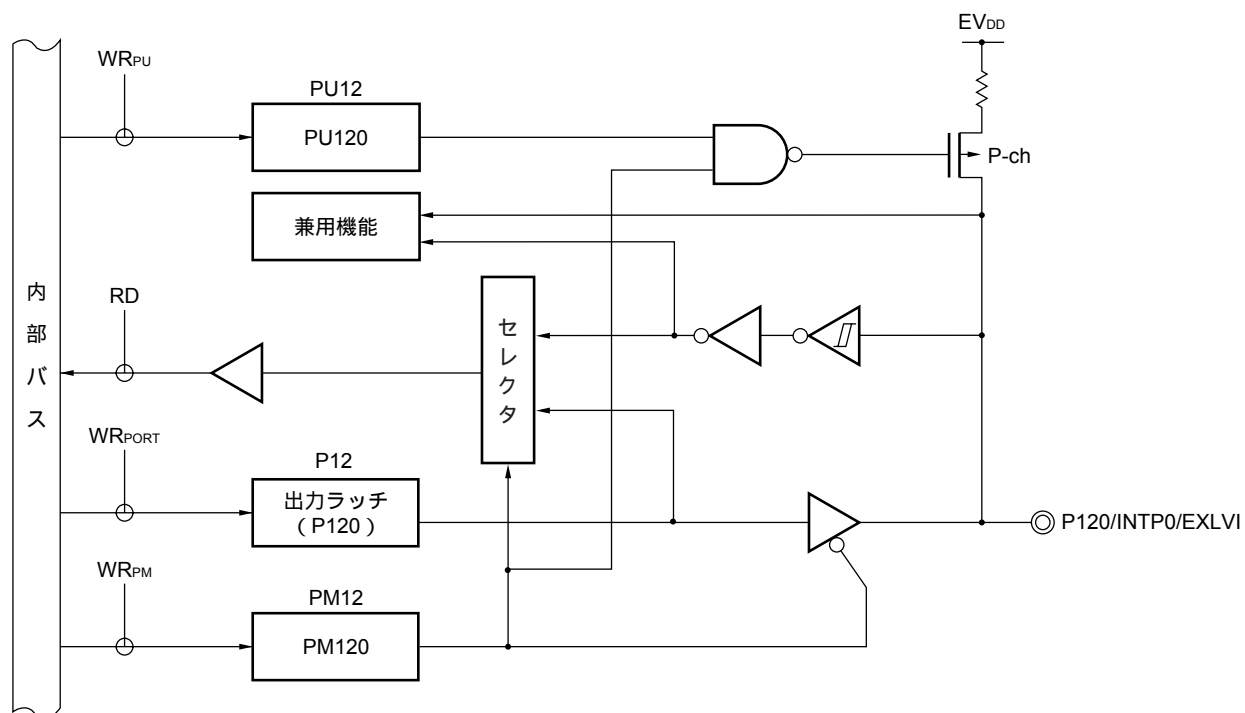 EVDD
WRPU
PU12
PU120
P-ch
兼用機能
内部バス
RD
セレクタ
WRPORT
P12
出力ラッチ
(P120)
P120/INTP0/EXLVI
WRPM
PM12
PM120